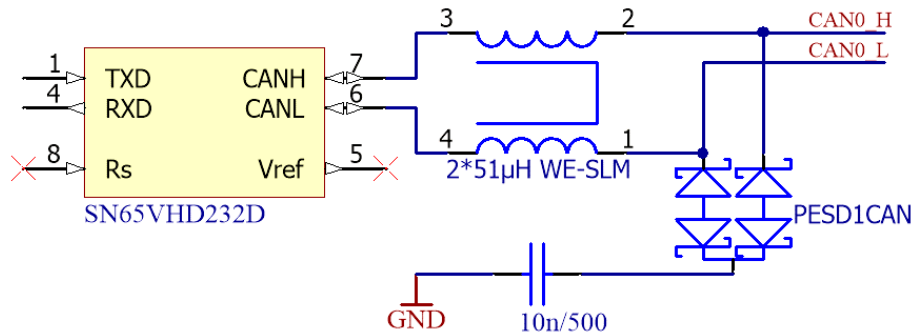 3 2 CAN0_H
CAN0_L
1 TXD CANH 7
4 RXD CANL 6
4 1
8 Rs Vref 5
2*51µH WE-SLM
SN65VHD232D
PESD1CAN
GND
10n/500